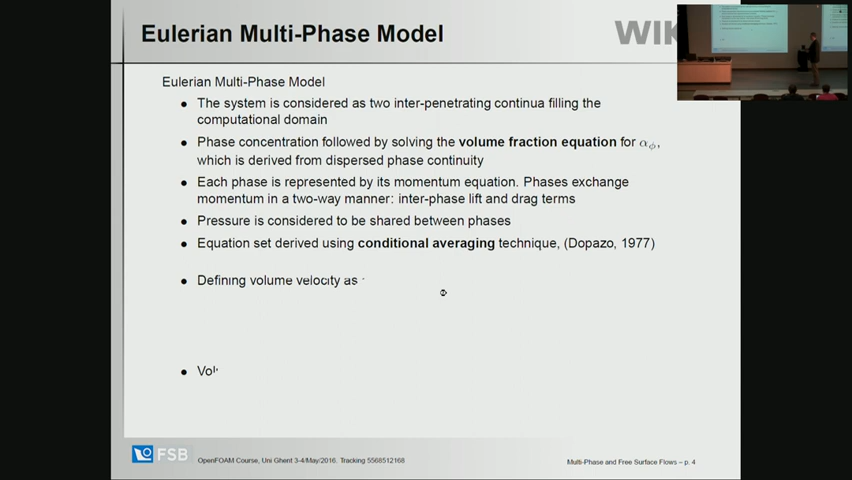 Eulerian Multi-Phase Model
WIK
Eulerian Multi-Phase Model
• The system is considered as two inter-penetrating continua filling the
computational domain
• Phase concentration followed by solving the volume fraction equation for αϕ,
which is derived from dispersed phase continuity
• Each phase is represented by its momentum equation. Phases exchange
momentum in a two-way manner: inter-phase lift and drag terms
• Pressure is considered to be shared between phases
• Equation set derived using conditional averaging technique, (Dopazo, 1977)
• Defining volume velocity as
FSB
OpenFOAM Course, Uni Ghent 3-4/May/2016. Tracking 5568512168
Multi-Phase and Free Surface Flows – p. 4